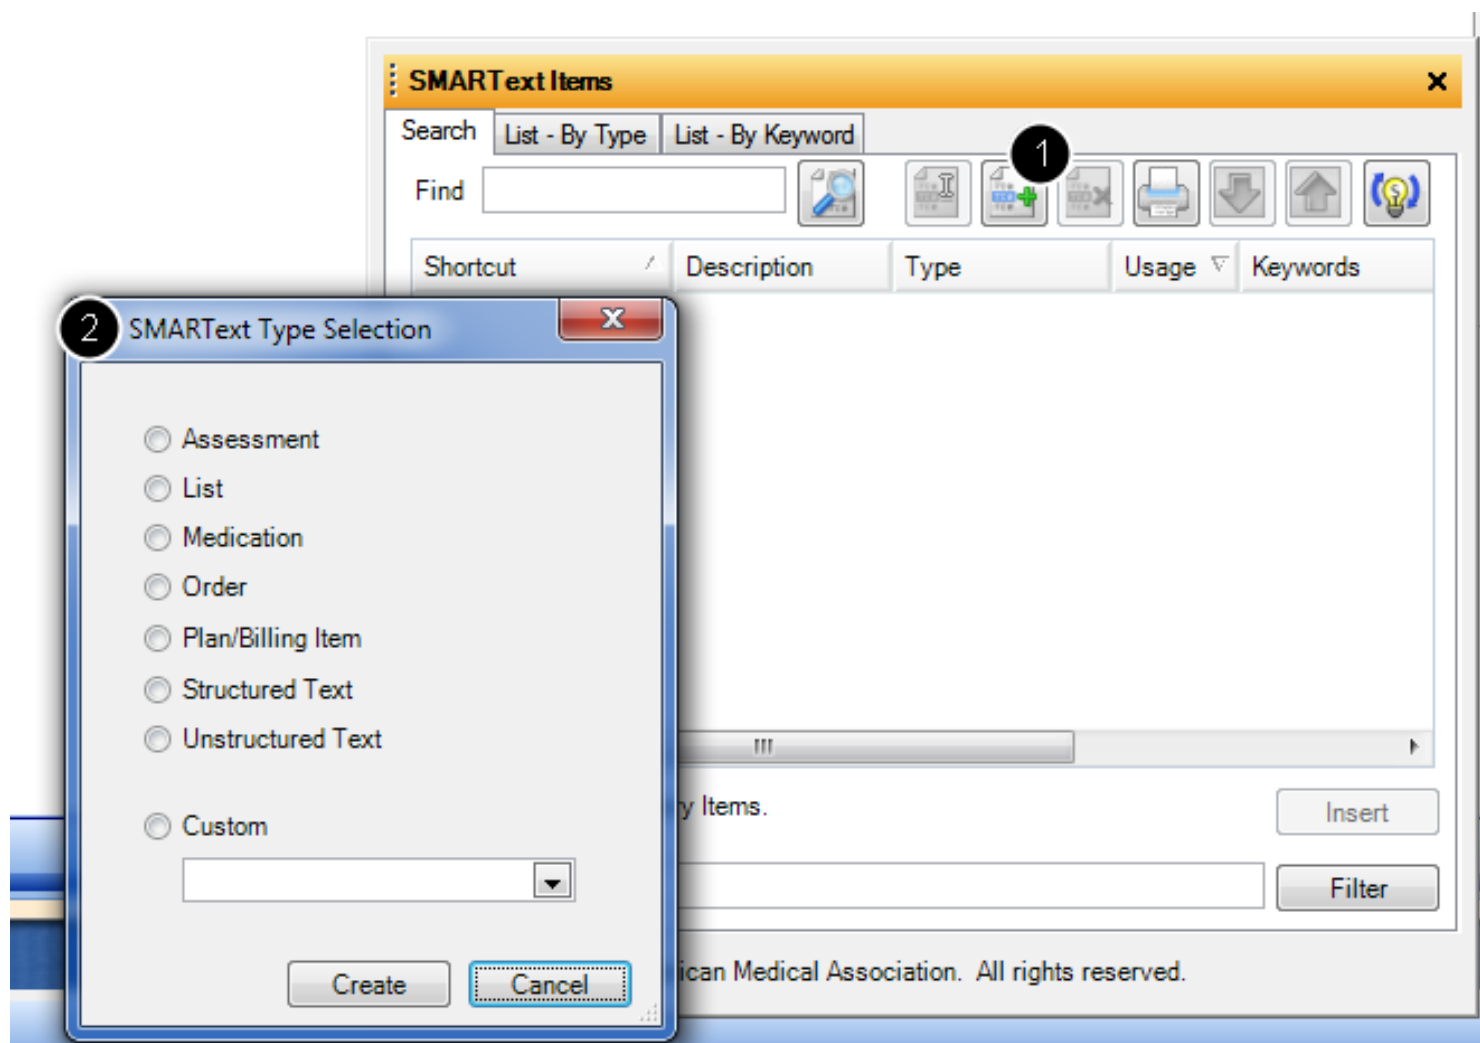 SMARText Items
Search List - By Type List - By Keyword
1
Find
Shortcut Description Type Usage Keywords
2 SMARText Type Selection
Assessment
List
Medication
Order
Plan/Billing Item
Structured Text
Unstructured Text
Custom
Create Cancel
Items.
Insert
Filter
Medical Association. All rights reserved.